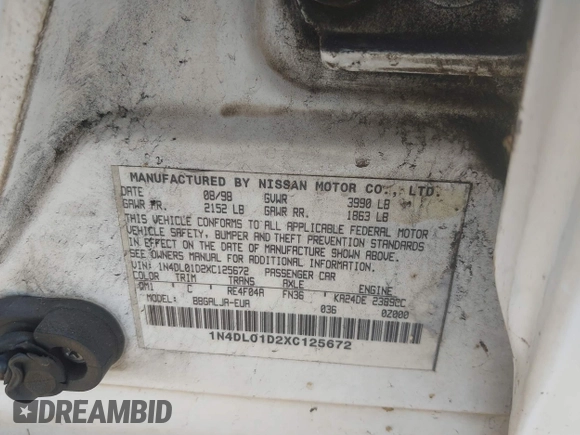 MANUFACTURED BY NISSAN MOTOR CO., LTD.
DATE 08/98 GVWR 3990 LB
GAWR FR. 2152 LB GAWR RR. 1863 LB
THIS VEHICLE CONFORMS TO ALL APPLICABLE FEDERAL MOTOR
VEHICLE SAFETY, BUMPER AND THEFT PREVENTION STANDARDS
IN EFFECT ON THE DATE OF MANUFACTURE SHOWN ABOVE.
SEE OWNERS MANUAL FOR ADDITIONAL INFORMATION.
VIN: 1N4DL01D2XC125672 PASSENGER CAR
COLOR TRIM TRANS AXLE ENGINE
QM1 C RE4F04A FN36 KA24DE 2389CC
MODEL: BBGALJA-EUA 036 0Z000
1N4DL01D2XC125672
DREAMBID